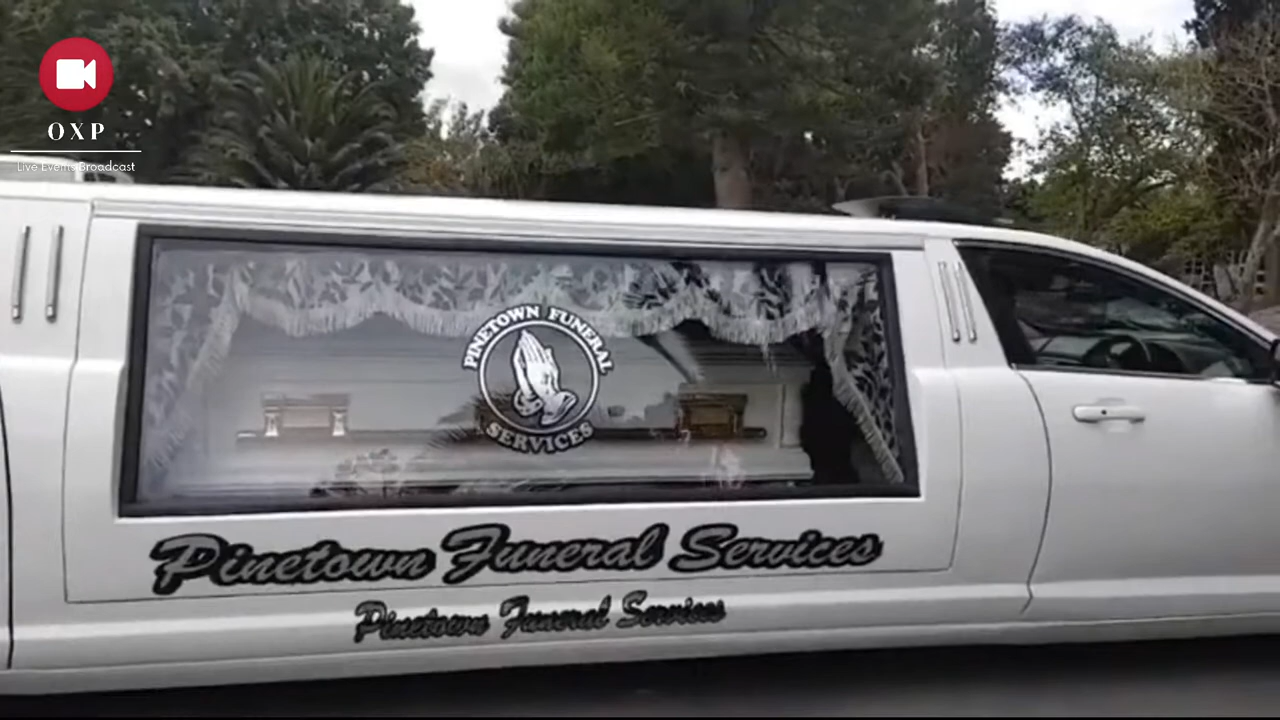 OXP
Live Events Broadcast
PINETOWN FUNERAL
SERVICES
Pinetown Funeral Services
Pinetown Funeral Services